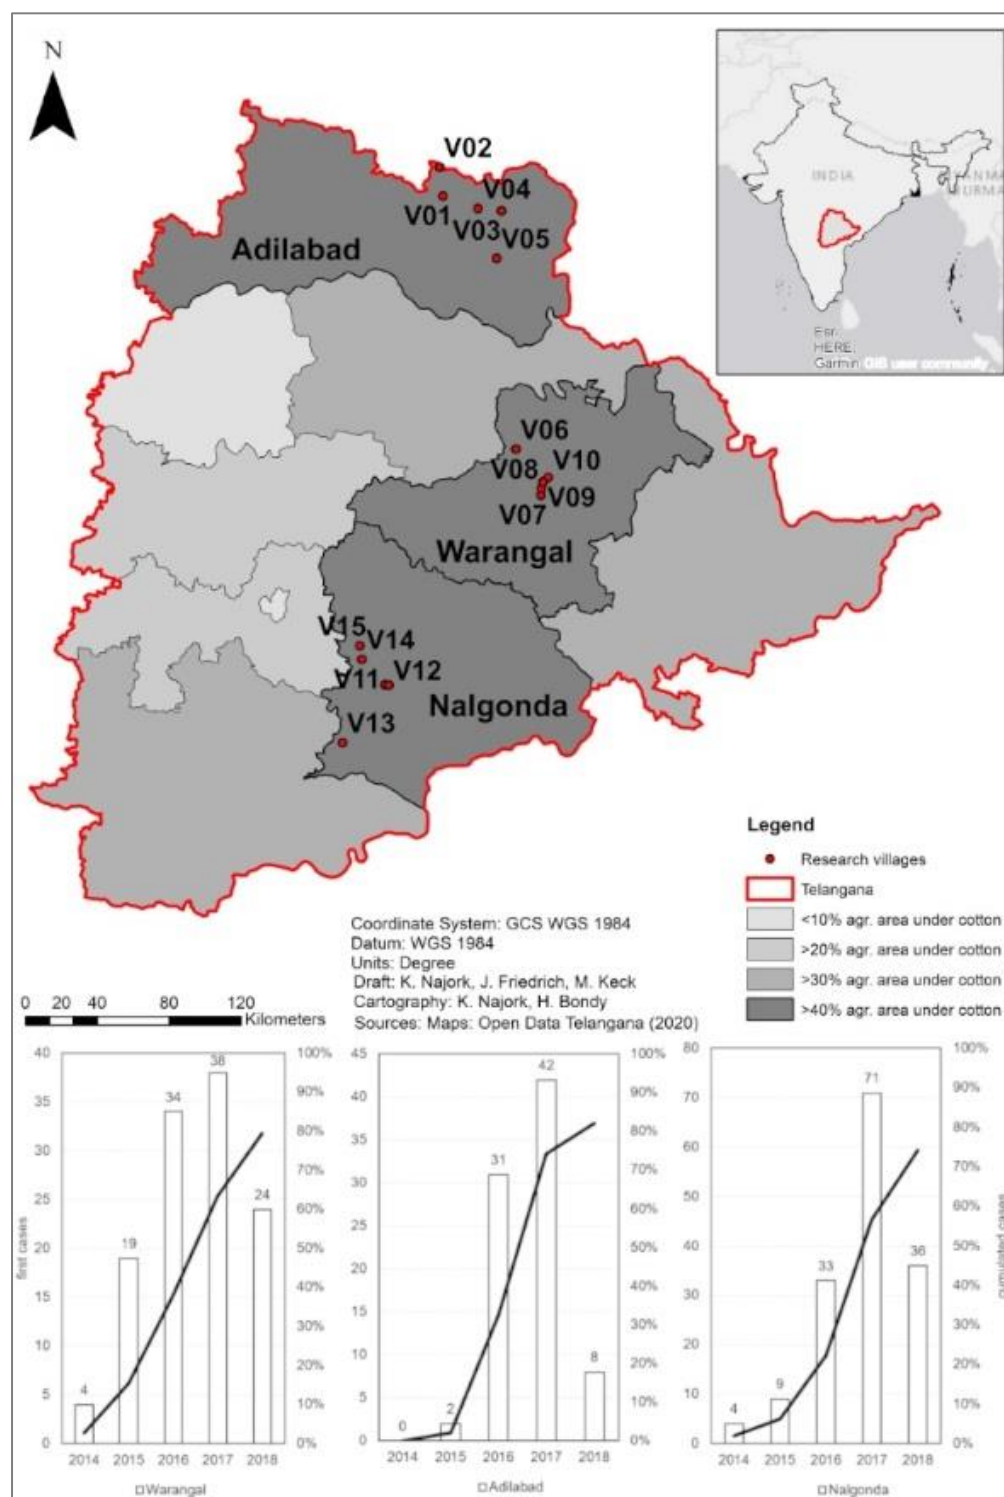 N
V02
V04
V01
V03
V05
Adilabad
INDIA
HERE,
Garmin
GIS user community
V06
V10
V08
V09
V07
Warangal
V15
V14
V11
V12
Nalgonda
V13
Legend
Research villages
Telangana
<10% agr. area under cotton
>20% agr. area under cotton
>30% agr. area under cotton
>40% agr. area under cotton
Coordinate System: GCS WGS 1984
Datum: WGS 1984
Units: Degree
Draft: K. Najork, J. Friedrich, M. Keck
Cartography: K. Najork, H. Bondy
Sources: Maps: Open Data Telangana (2020)
0 20 40 80 120
Kilometers
first cases
40
35
30
25
20
15
10
5
0
4
19
34
38
24
100%
90%
80%
70%
60%
50%
40%
30%
20%
10%
0%
2014 2015 2016 2017 2018
Warangal
45
40
35
30
25
20
15
10
5
0
0
2
31
42
8
100%
90%
80%
70%
60%
50%
40%
30%
20%
10%
0%
2014 2015 2016 2017 2018
Adilabad
80
70
60
50
40
30
20
10
0
4
9
33
71
36
100%
90%
80%
70%
60%
50%
40%
30%
20%
10%
0%
cumulated cases
2014 2015 2016 2017 2018
Nalgonda